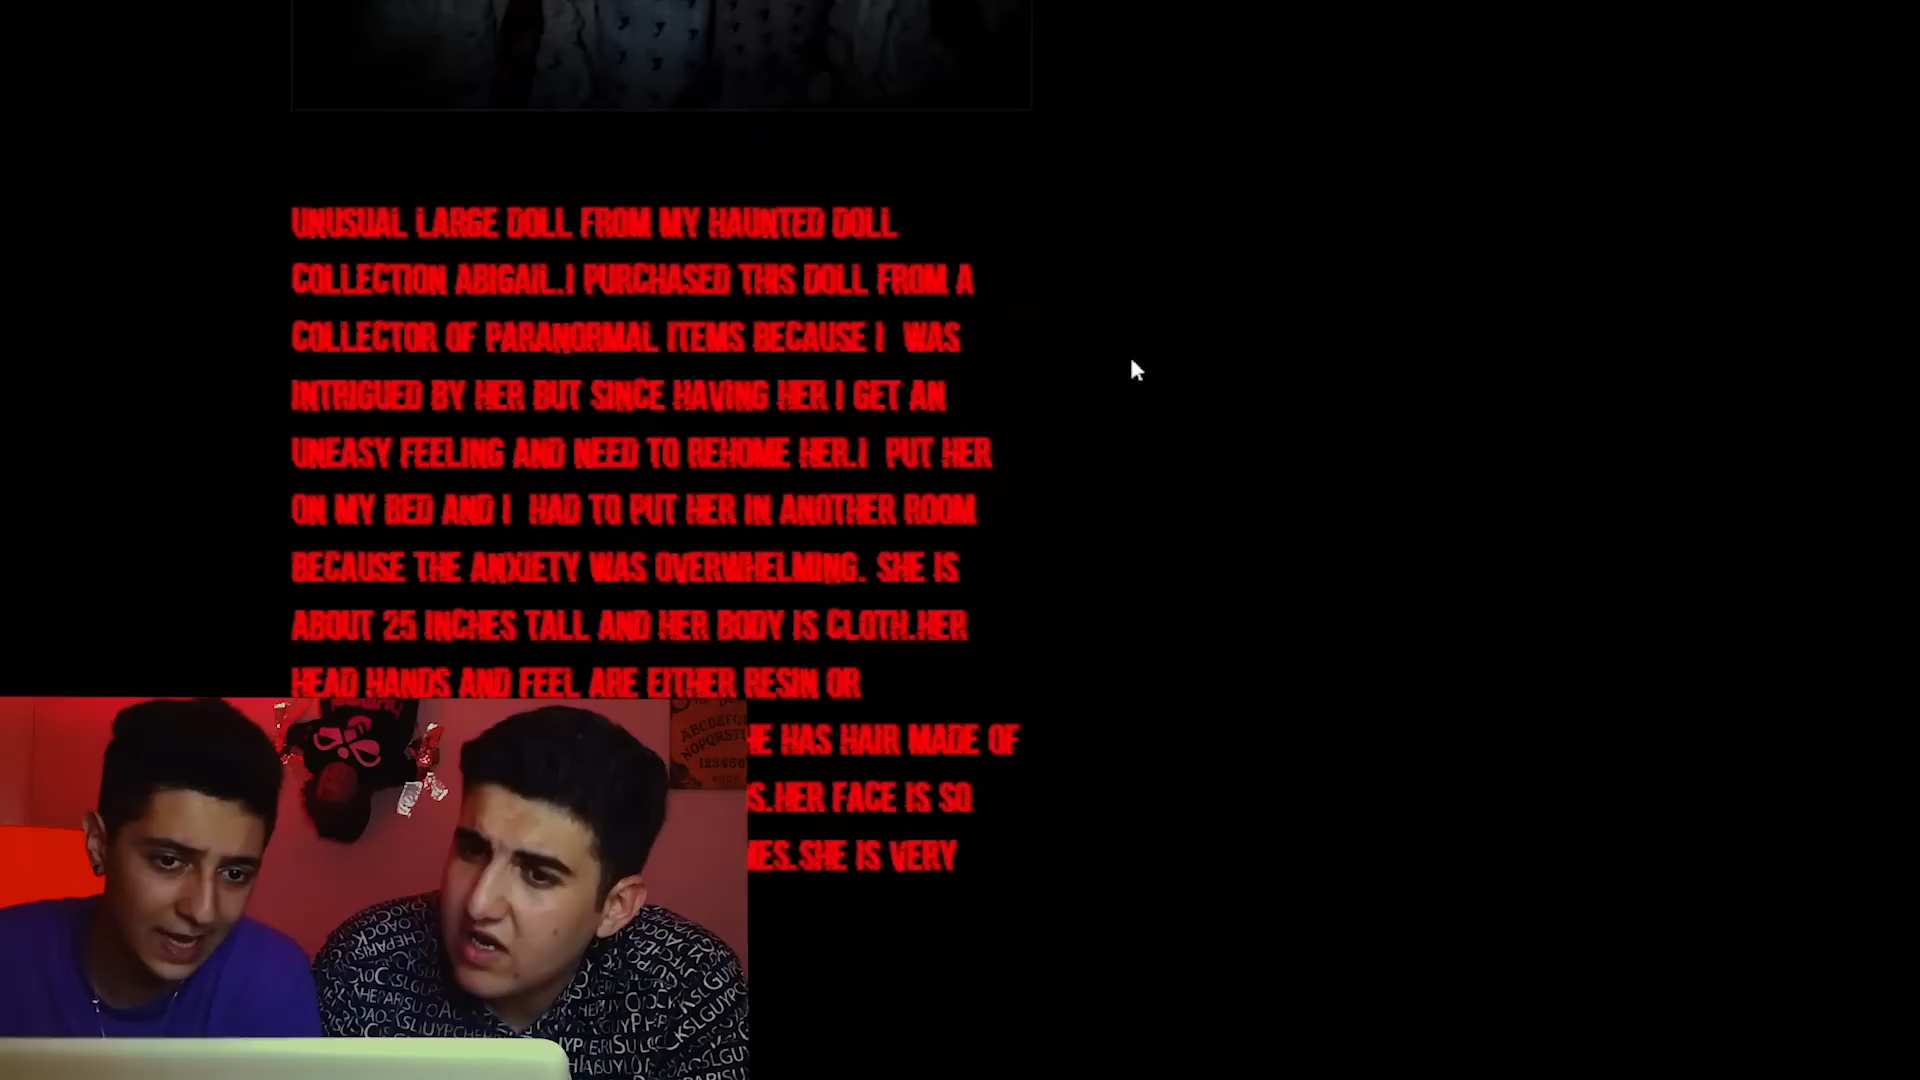 UNUSUAL LARGE DOLL FROM MY HAUNTED DOLL
COLLECTION ABIGAIL.I PURCHASED THIS DOLL FROM A
COLLECTOR OF PARANORMAL ITEMS BECAUSE I WAS
INTRIGUED BY HER BUT SINCE HAVING HER I GET AN
UNEASY FEELING AND NEED TO REHOME HER.I PUT HER
ON MY BED AND I HAD TO PUT HER IN ANOTHER ROOM
BECAUSE THE ANXIETY WAS OVERWHELMING. SHE IS
ABOUT 25 INCHES TALL AND HER BODY IS CLOTH.HER
HEAD HANDS AND FEEL ARE EITHER RESIN OR
HAS HAIR MADE OF
HER FACE IS SO
SHE IS VERY
ABCDEFG
NOPQRST
123456